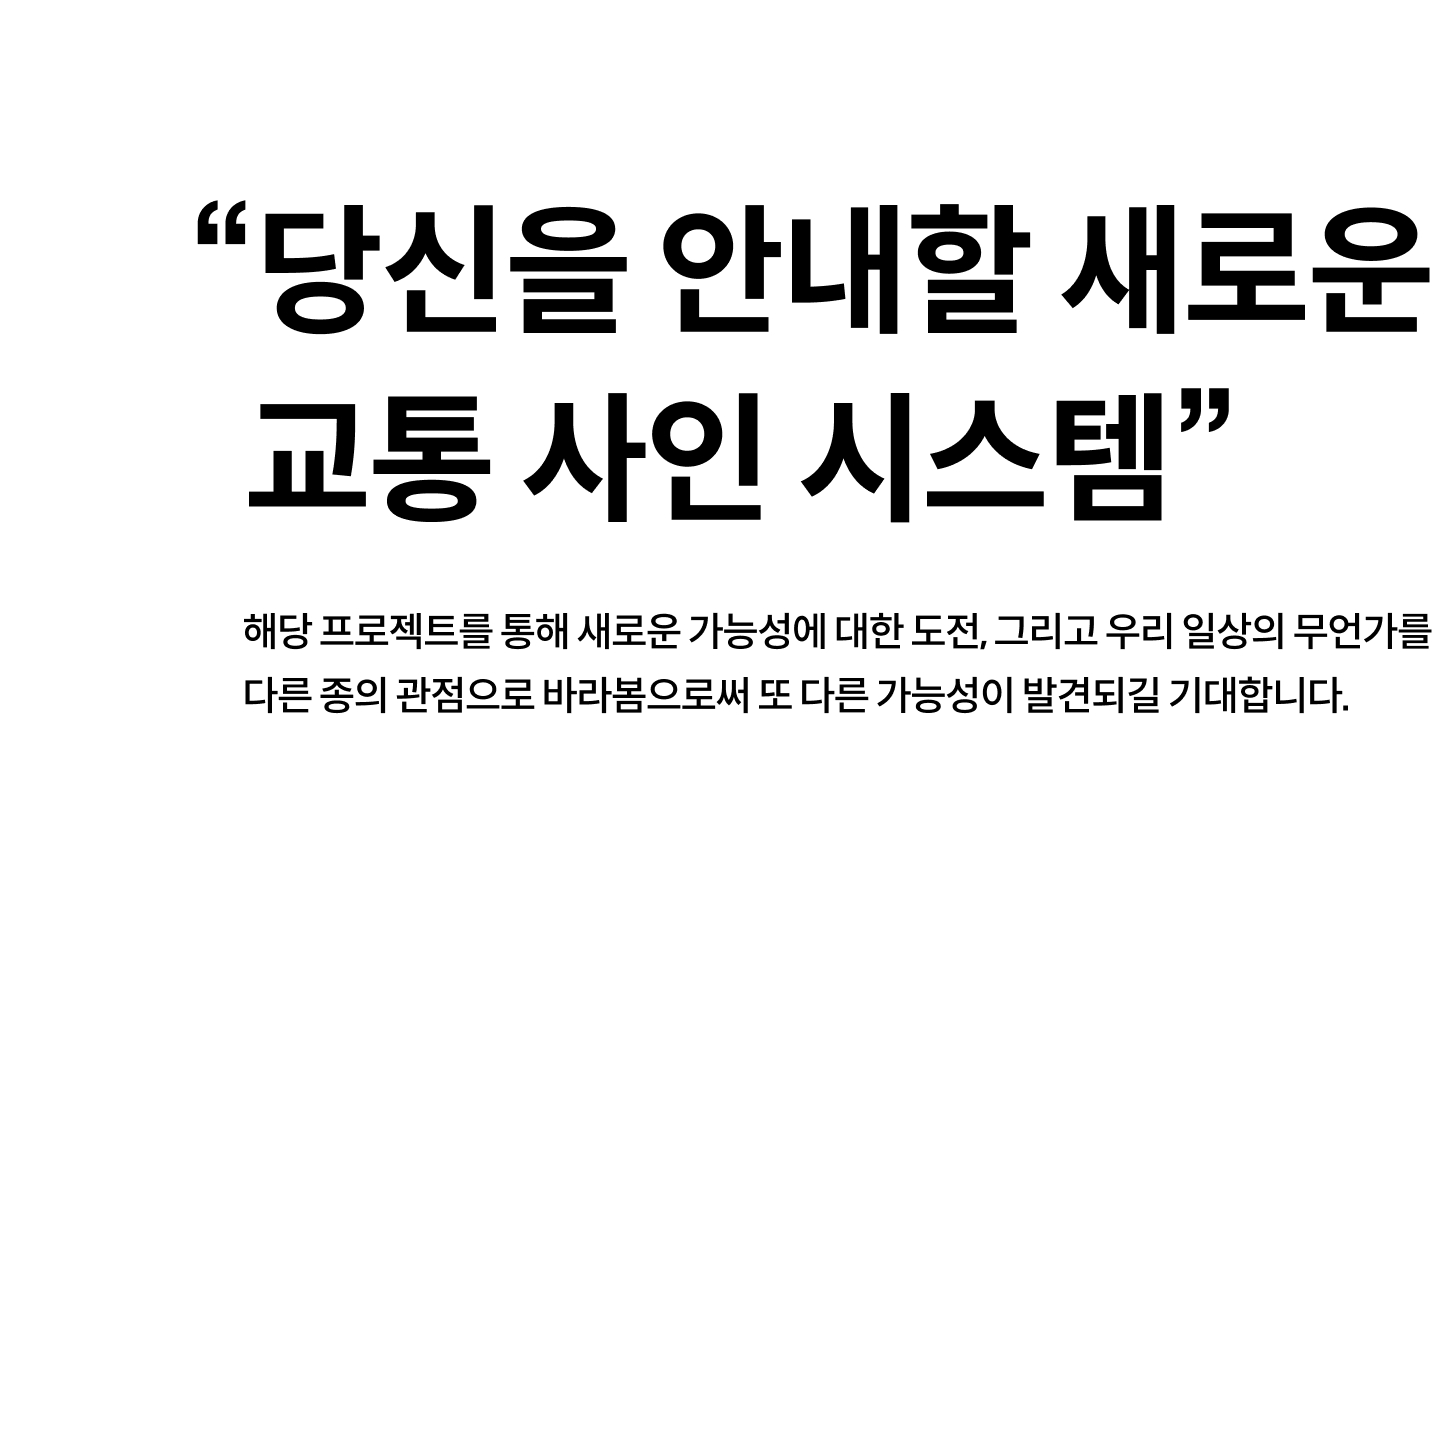 “당신을 안내할 새로운
교통 사인 시스템”
해당 프로젝트를 통해 새로운 가능성에 대한 도전, 그리고 우리 일상의 무언가를
다른 종의 관점으로 바라봄으로써 또 다른 가능성이 발견되길 기대합니다.